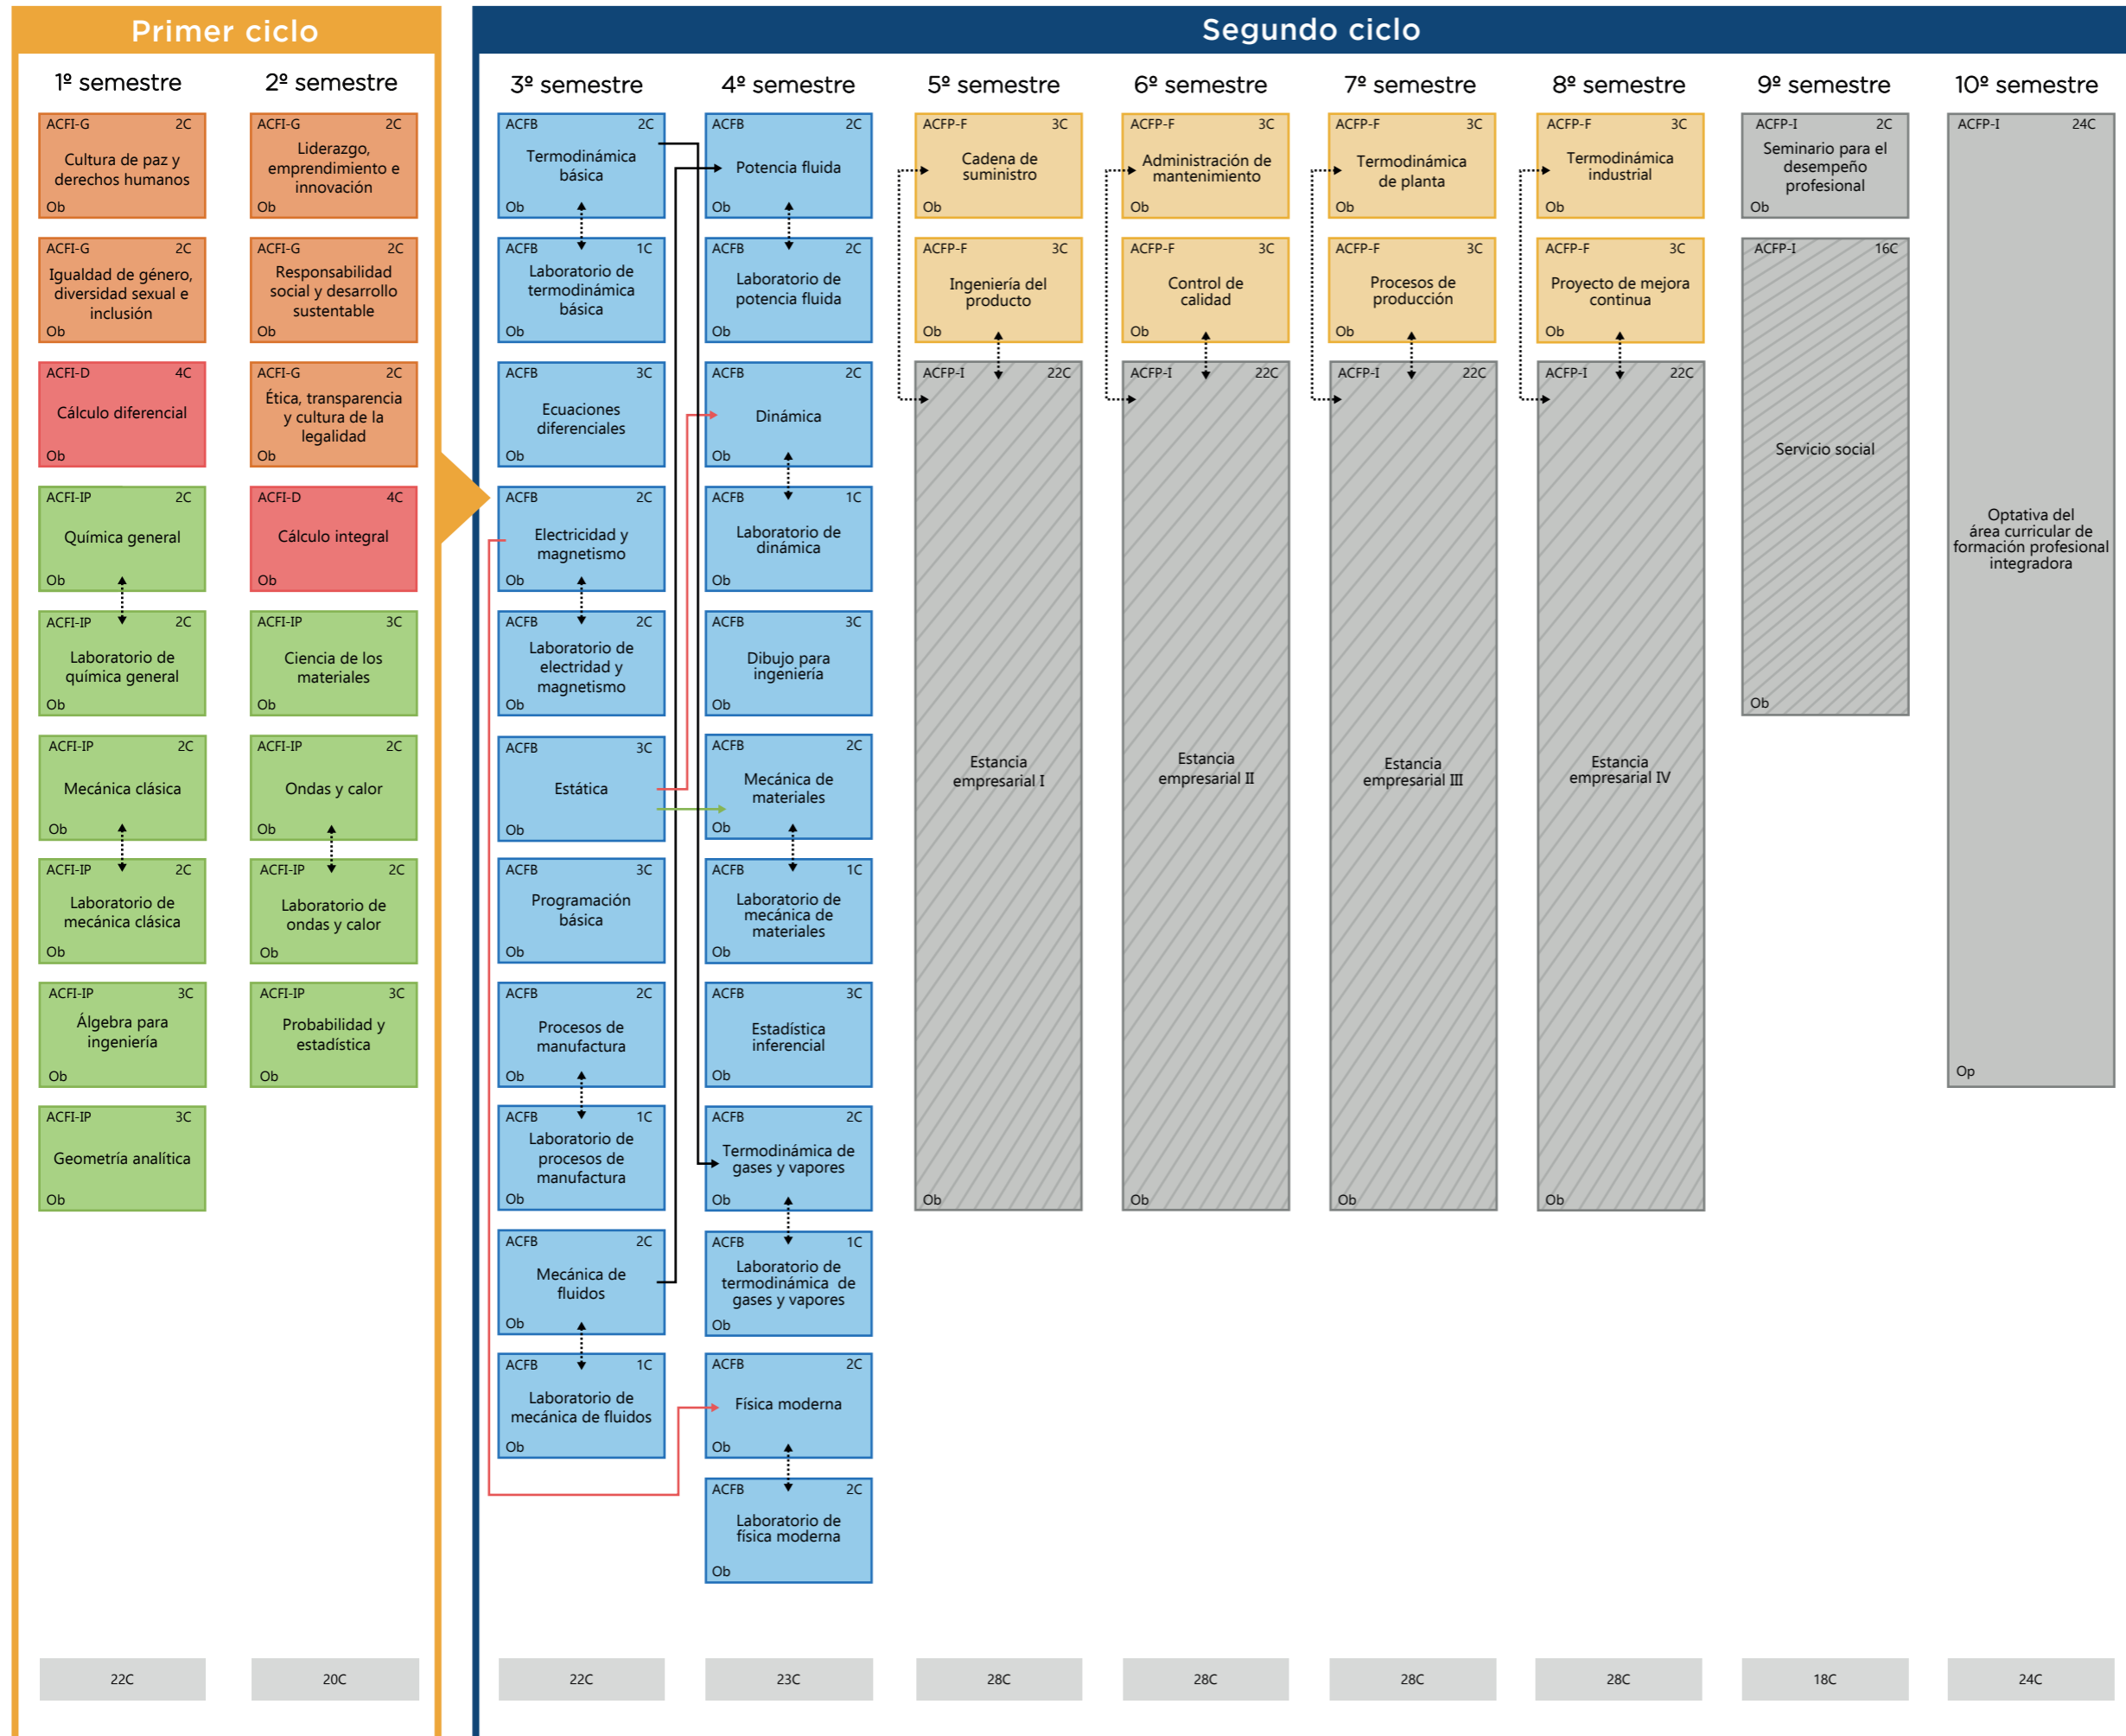 Primer ciclo
1º semestre
ACFI-G 2C
Cultura de paz y
derechos humanos
Ob
ACFI-G 2C
Igualdad de género,
diversidad sexual e
inclusión
Ob
ACFI-D 4C
Cálculo diferencial
Ob
ACFI-IP 2C
Química general
Ob
ACFI-IP 2C
Laboratorio de
química general
Ob
ACFI-IP 2C
Mecánica clásica
Ob
ACFI-IP 2C
Laboratorio de
mecánica clásica
Ob
ACFI-IP 3C
Álgebra para
ingeniería
Ob
ACFI-IP 3C
Geometría analítica
Ob
22C
2º semestre
ACFI-G 2C
Liderazgo,
emprendimiento e
innovación
Ob
ACFI-G 2C
Responsabilidad
social y desarrollo
sustentable
Ob
ACFI-G 2C
Ética, transparencia
y cultura de la
legalidad
Ob
ACFI-D 4C
Cálculo integral
Ob
ACFI-IP 3C
Ciencia de los
materiales
Ob
ACFI-IP 2C
Ondas y calor
Ob
ACFI-IP 2C
Laboratorio de
ondas y calor
Ob
ACFI-IP 3C
Probabilidad y
estadística
Ob
20C
Segundo ciclo
3º semestre
ACFB 2C
Termodinámica
básica
Ob
ACFB 1C
Laboratorio de
termodinámica
básica
Ob
ACFB 3C
Ecuaciones
diferenciales
Ob
ACFB 2C
Electricidad y
magnetismo
Ob
ACFB 2C
Laboratorio de
electridad y
magnetismo
Ob
ACFB 3C
Estática
Ob
ACFB 3C
Programación
básica
Ob
ACFB 2C
Procesos de
manufactura
Ob
ACFB 1C
Laboratorio de
procesos de
manufactura
Ob
ACFB 2C
Mecánica de
fluidos
Ob
ACFB 1C
Laboratorio de
mecánica de fluidos
Ob
22C
4º semestre
ACFB 2C
Potencia fluida
Ob
ACFB 2C
Laboratorio de
potencia fluida
Ob
ACFB 2C
Dinámica
Ob
ACFB 1C
Laboratorio de
dinámica
Ob
ACFB 3C
Dibujo para
ingeniería
Ob
ACFB 2C
Mecánica de
materiales
Ob
ACFB 1C
Laboratorio de
mecánica de
materiales
Ob
ACFB 3C
Estadística
inferencial
Ob
ACFB 2C
Termodinámica de
gases y vapores
Ob
ACFB 1C
Laboratorio de
termodinámica de
gases y vapores
Ob
ACFB 2C
Física moderna
Ob
ACFB 2C
Laboratorio de
física moderna
Ob
23C
5º semestre
ACFP-F 3C
Cadena de
suministro
Ob
ACFP-F 3C
Ingeniería del
producto
Ob
ACFP-I 22C
Estancia
empresarial I
Ob
28C
6º semestre
ACFP-F 3C
Administración de
mantenimiento
Ob
ACFP-F 3C
Control de
calidad
Ob
ACFP-I 22C
Estancia
empresarial II
Ob
28C
7º semestre
ACFP-F 3C
Termodinámica
de planta
Ob
ACFP-F 3C
Procesos de
producción
Ob
ACFP-I 22C
Estancia
empresarial III
Ob
28C
8º semestre
ACFP-F 3C
Termodinámica
industrial
Ob
ACFP-F 3C
Proyecto de mejora
continua
Ob
ACFP-I 22C
Estancia
empresarial IV
Ob
28C
9º semestre
ACFP-I 2C
Seminario para el
desempeño
profesional
Ob
ACFP-I 16C
Servicio social
Ob
18C
10º semestre
ACFP-I 24C
Optativa del
área curricular de
formación profesional
integradora
Op
24C